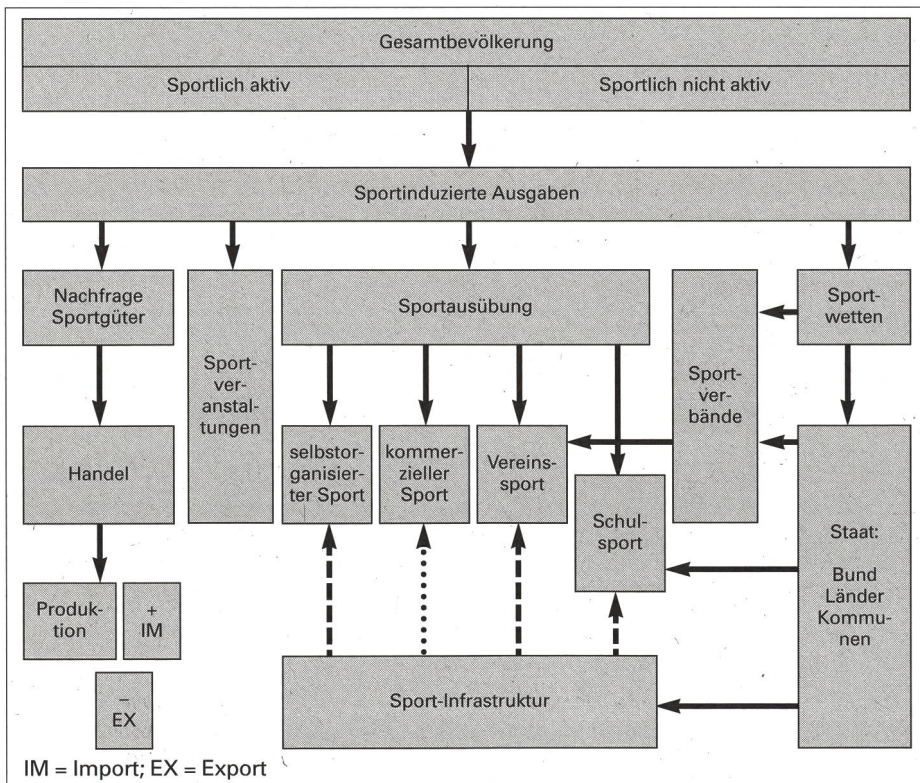 Gesamtbevölkerung
Sportlich aktiv
Sportlich nicht aktiv
Sportinduzierte Ausgaben
Nachfrage
Sportgüter
Sport-
ver-
anstal-
tungen
Sportausübung
Sport-
ver-
bände
Sport-
wetten
Handel
selbstor-
ganisier-
ter Sport
kommer-
zieller
Sport
Vereins-
sport
Schul-
sport
Staat:
Bund
Länder
Kommu-
nen
Produk-
tion
+
IM
–
EX
Sport-Infrastruktur
IM = Import; EX = Export